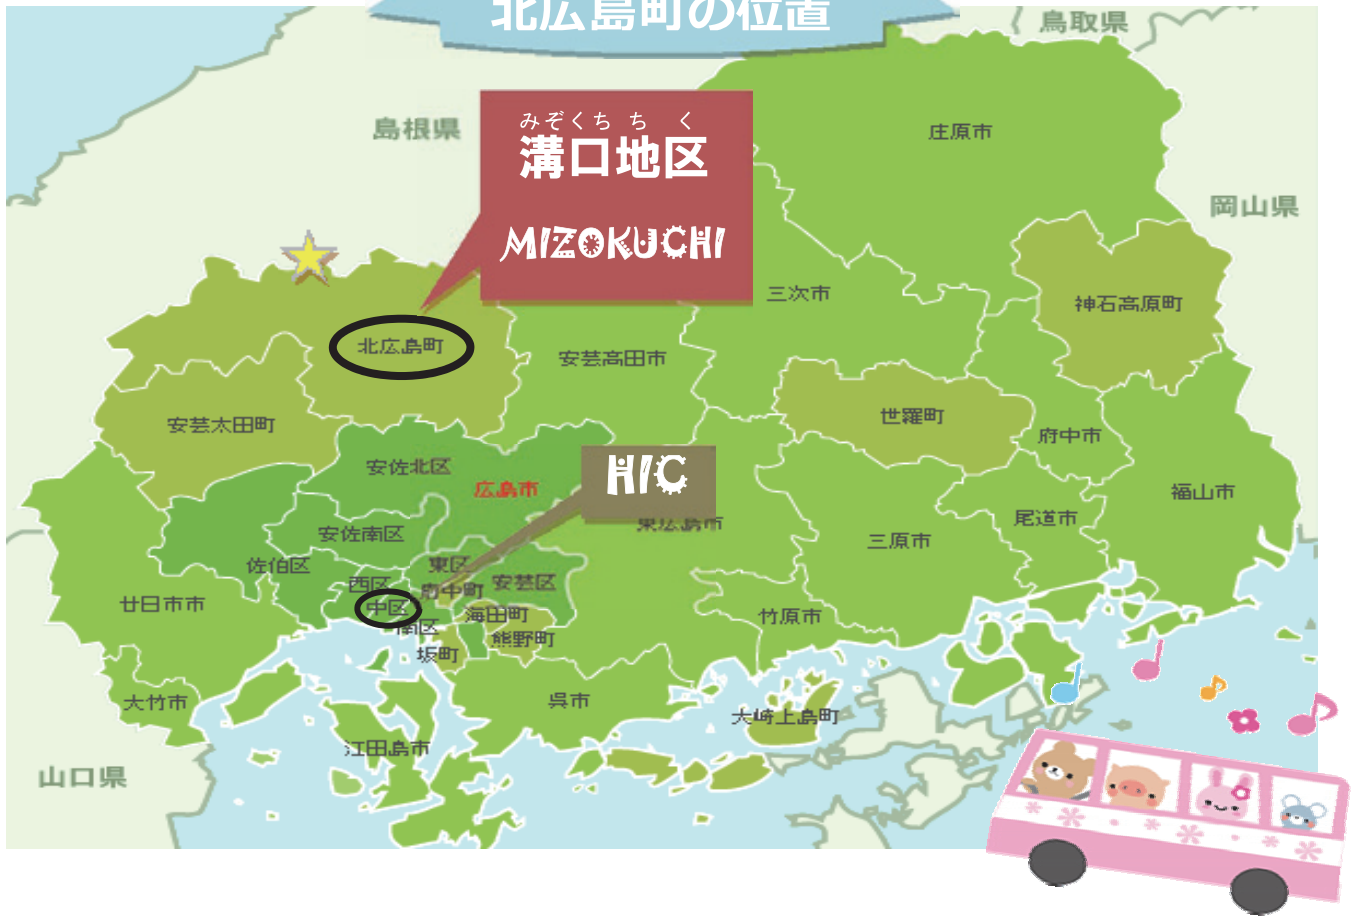 北広島町の位置
鳥取県
島根県
みぞくち ち く
溝口地区
MIZOKUCHI
庄原市
岡山県
三次市
神石高原町
北広島町
安芸高田市
世羅町
安芸太田町
府中市
安佐北区
広島市
HIC
福山市
東広島市
尾道市
安佐南区
三原市
佐伯区
東区
西区
府中町
安芸区
廿日市市
中区
海田町
竹原市
南区
熊野町
坂町
大竹市
呉市
大崎上島町
江田島市
山口県